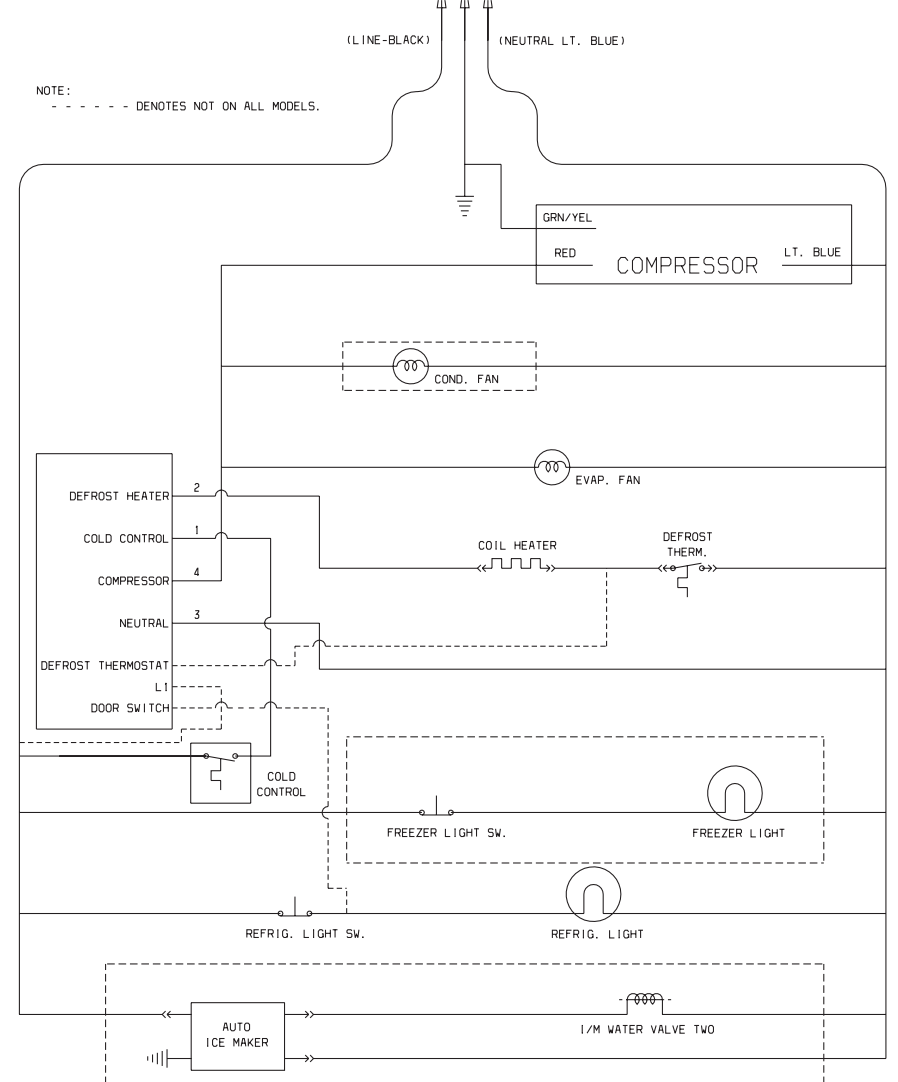 (LINE-BLACK)
(NEUTRAL LT. BLUE)
NOTE:
- - - - - - DENOTES NOT ON ALL MODELS.
GRN/YEL
RED
COMPRESSOR
LT. BLUE
COND. FAN
EVAP. FAN
DEFROST HEATER
2
COLD CONTROL
1
COMPRESSOR
4
NEUTRAL
3
DEFROST THERMOSTAT
L1
DOOR SWITCH
COIL HEATER
DEFROST
THERM.
COLD
CONTROL
FREEZER LIGHT SW.
FREEZER LIGHT
REFRIG. LIGHT SW.
REFRIG. LIGHT
AUTO
ICE MAKER
I/M WATER VALVE TWO